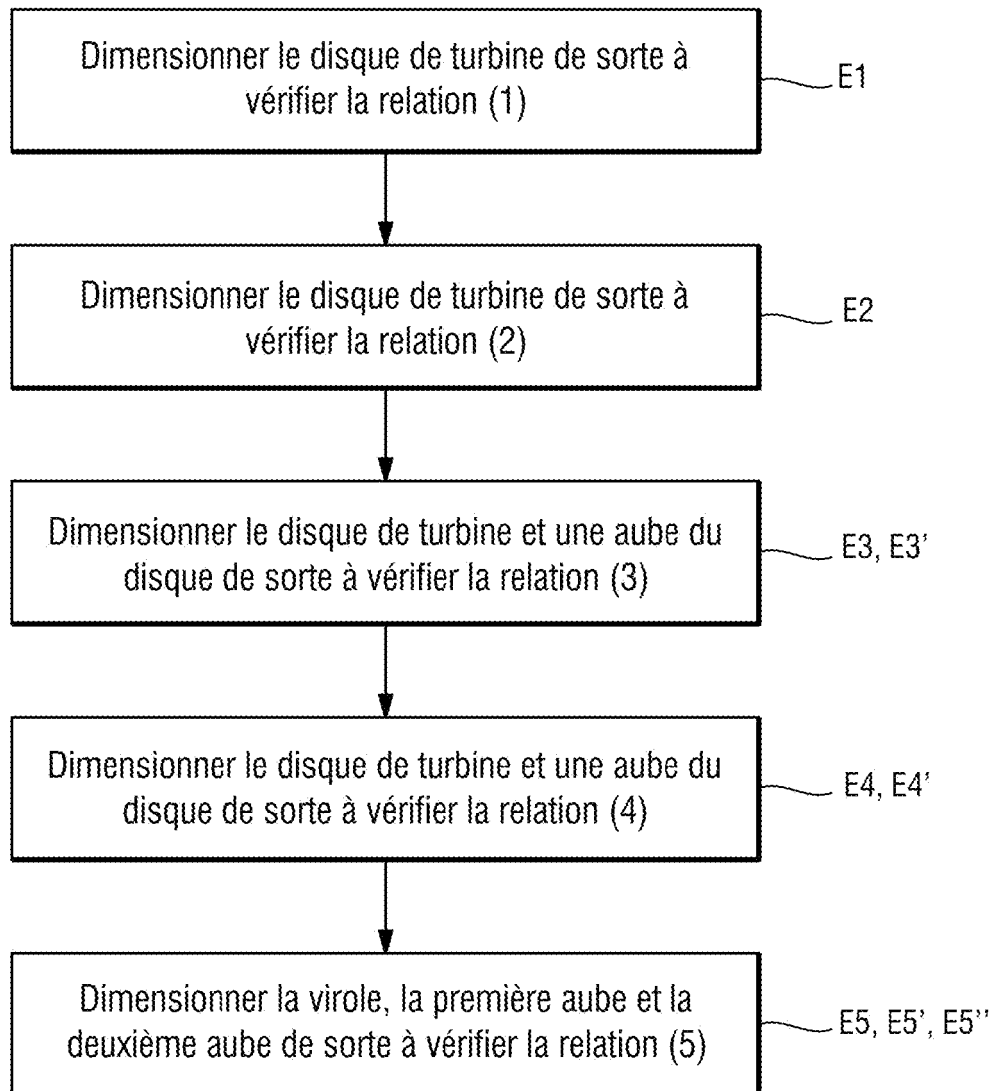 Dimensionner le disque de turbine de sorte à
vérifier la relation (1)
E1
Dimensionner le disque de turbine de sorte à
vérifier la relation (2)
E2
Dimensionner le disque de turbine et une aube du
disque de sorte à vérifier la relation (3)
E3, E3'
Dimensionner le disque de turbine et une aube du
disque de sorte à vérifier la relation (4)
E4, E4'
Dimensionner la virole, la première aube et la
deuxième aube de sorte à vérifier la relation (5)
E5, E5', E5''